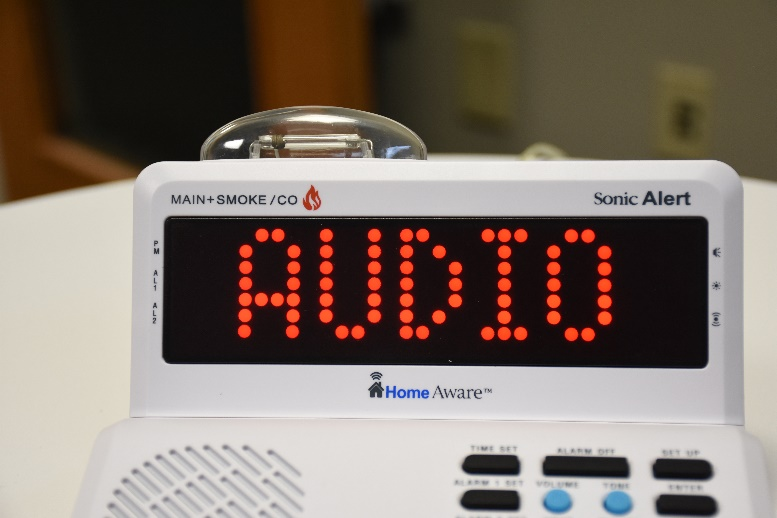 MAIN+SMOKE/CO
Sonic Alert
PM
AL1
AL2
AUDIO
Home Aware™
TIME SET
ALARM OFF
SET UP
ALARM 1 SET
VOLUME
TONE
ENTER